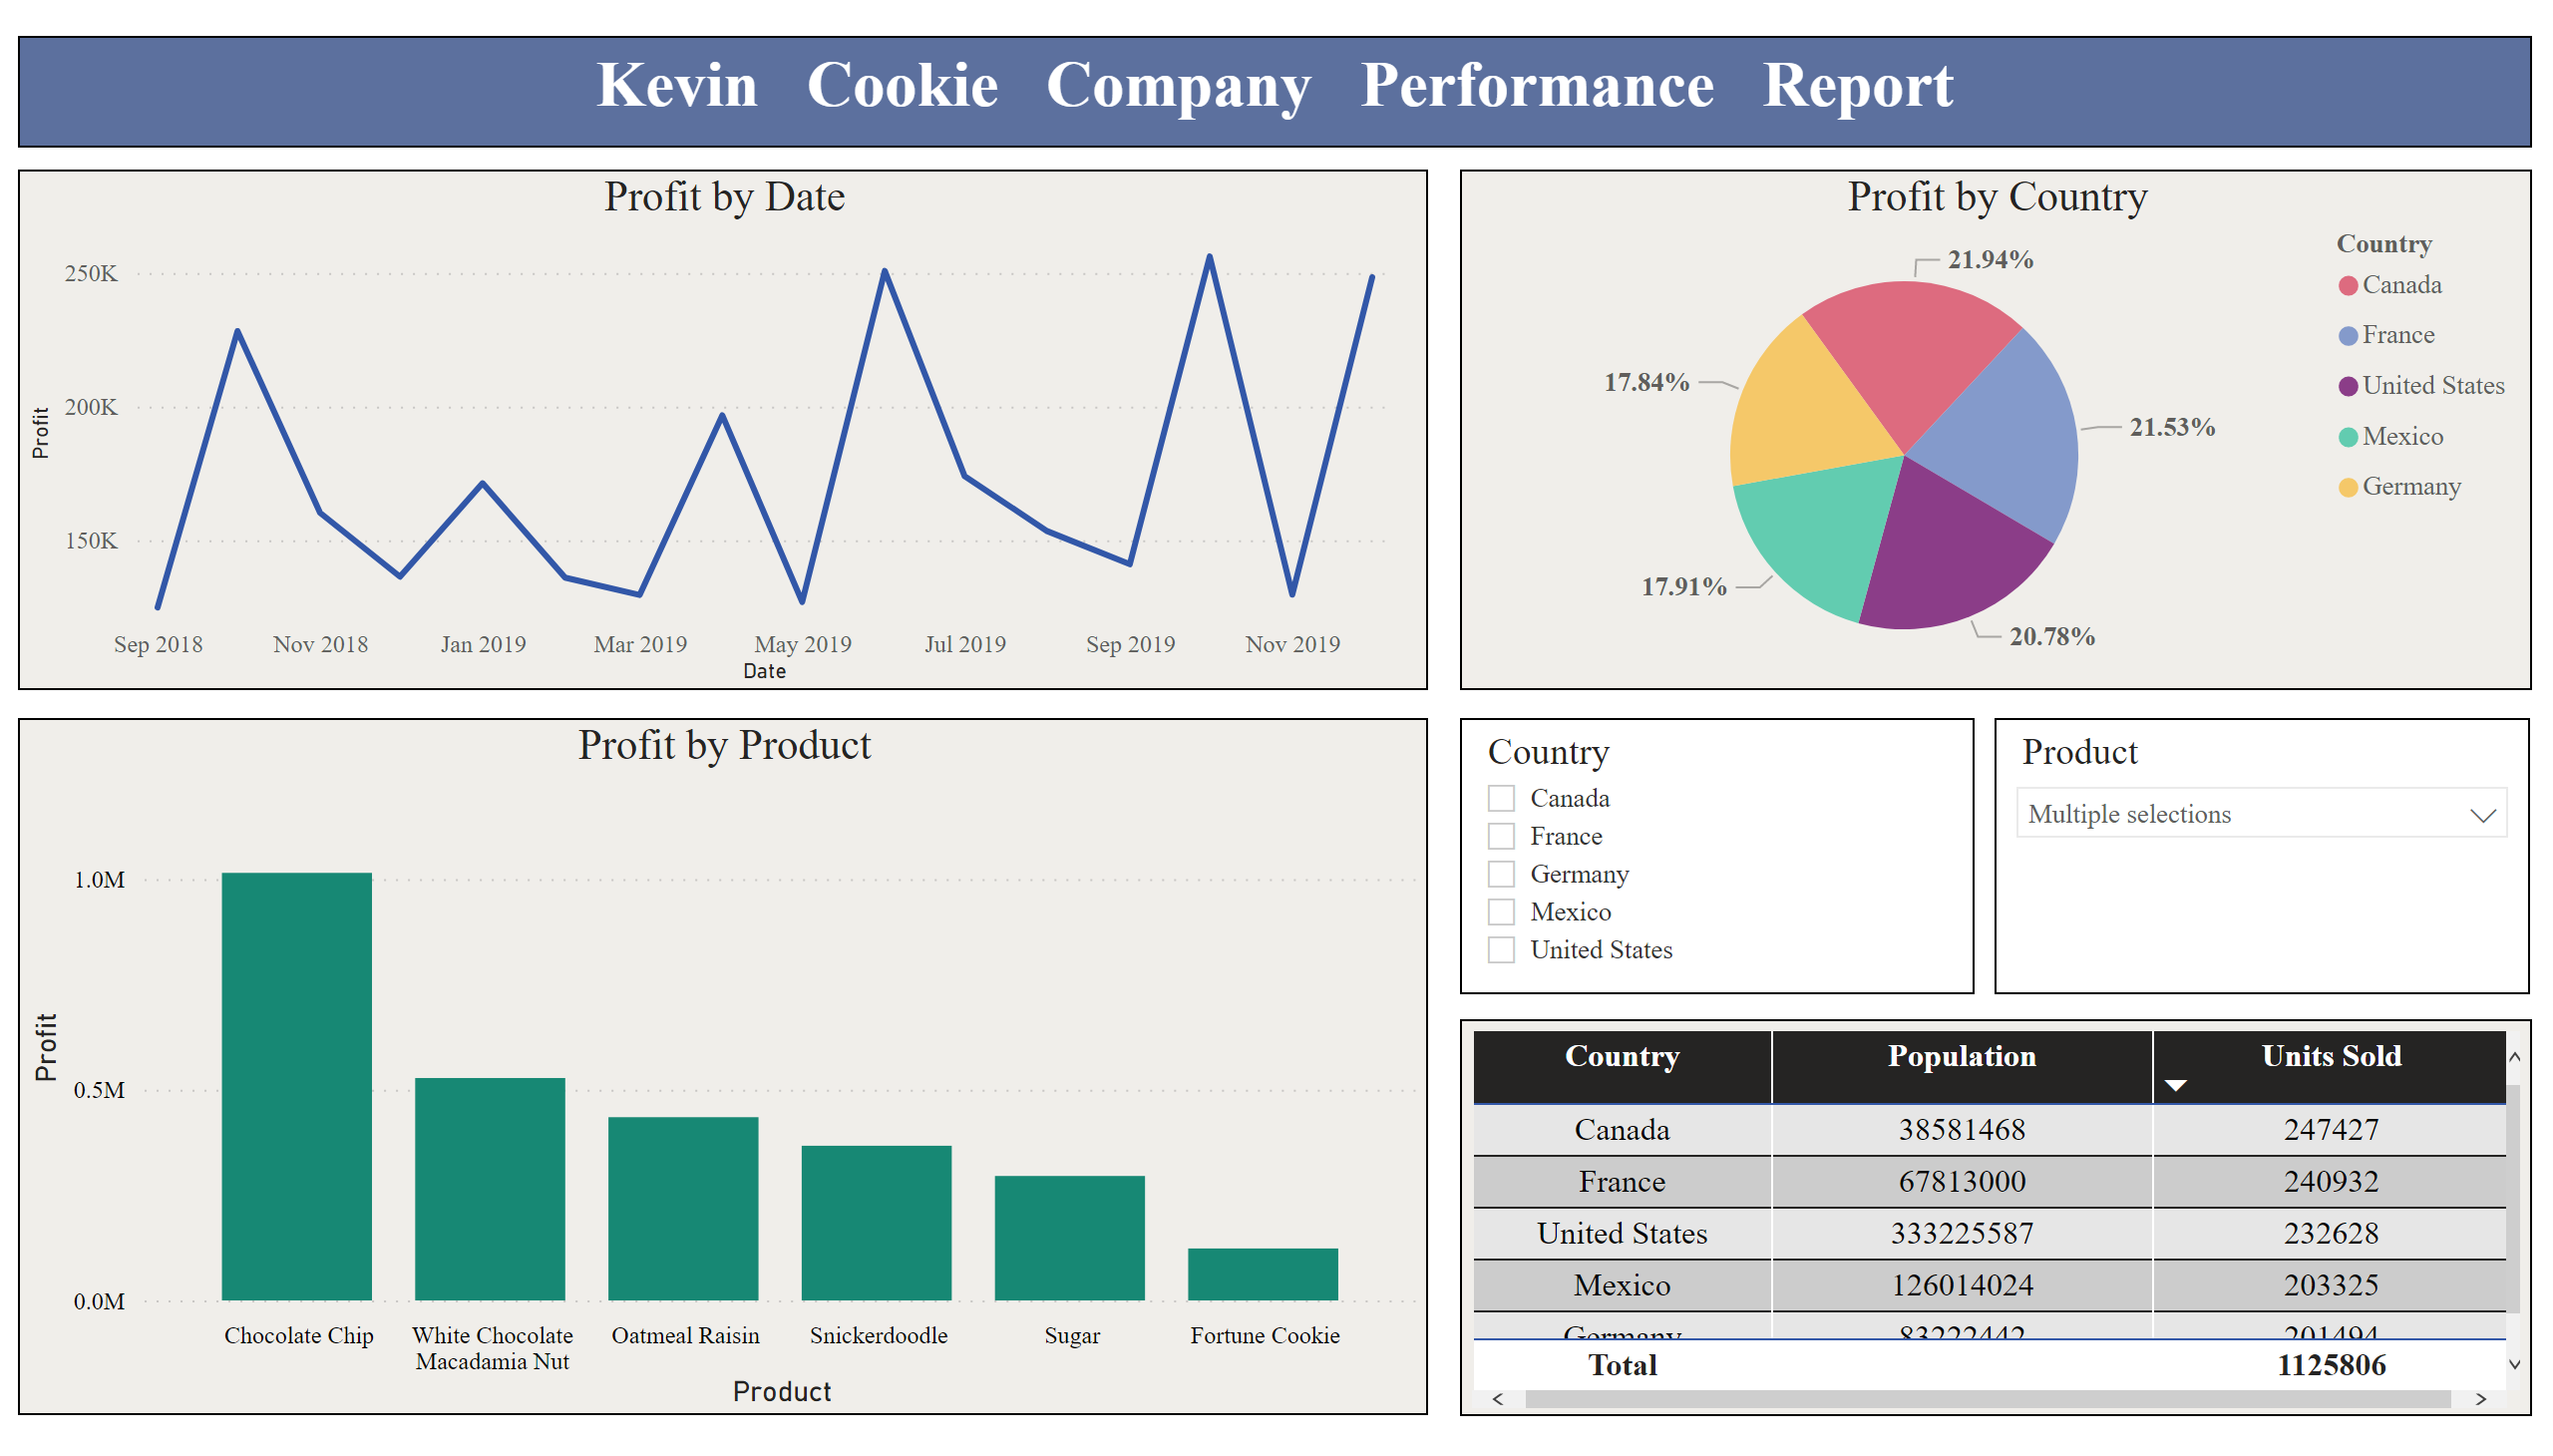 Kevin Cookie Company Performance Report
Profit by Date
Profit
250K
200K
150K
Sep 2018 Nov 2018 Jan 2019 Mar 2019 May 2019 Jul 2019 Sep 2019 Nov 2019
Date
Profit by Country
21.94%
21.53%
20.78%
17.91%
17.84%
Country
Canada
France
United States
Mexico
Germany
Profit by Product
Profit
1.0M
0.5M
0.0M
Chocolate Chip White Chocolate Oatmeal Raisin Snickerdoodle Sugar Fortune Cookie
Macadamia Nut
Product
Country
Canada
France
Germany
Mexico
United States
Product
Multiple selections
Country Population Units Sold
Canada 38581468 247427
France 67813000 240932
United States 333225587 232628
Mexico 126014024 203325
Germany 83222442 201494
Total 1125806